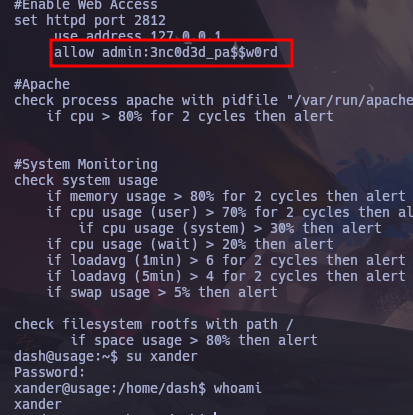 #Enable Web Access
set httpd port 2812
     use address 127.0.0.1
     allow admin:3nc0d3d_pa$$w0rd

#Apache
check process apache with pidfile "/var/run/apache
    if cpu > 80% for 2 cycles then alert


#System Monitoring
check system usage
    if memory usage > 80% for 2 cycles then alert
    if cpu usage (user) > 70% for 2 cycles then al
        if cpu usage (system) > 30% then alert
    if cpu usage (wait) > 20% then alert
    if loadavg (1min) > 6 for 2 cycles then alert
    if loadavg (5min) > 4 for 2 cycles then alert
    if swap usage > 5% then alert

check filesystem rootfs with path /
       if space usage > 80% then alert
dash@usage:~$ su xander
Password:
xander@usage:/home/dash$ whoami
xander